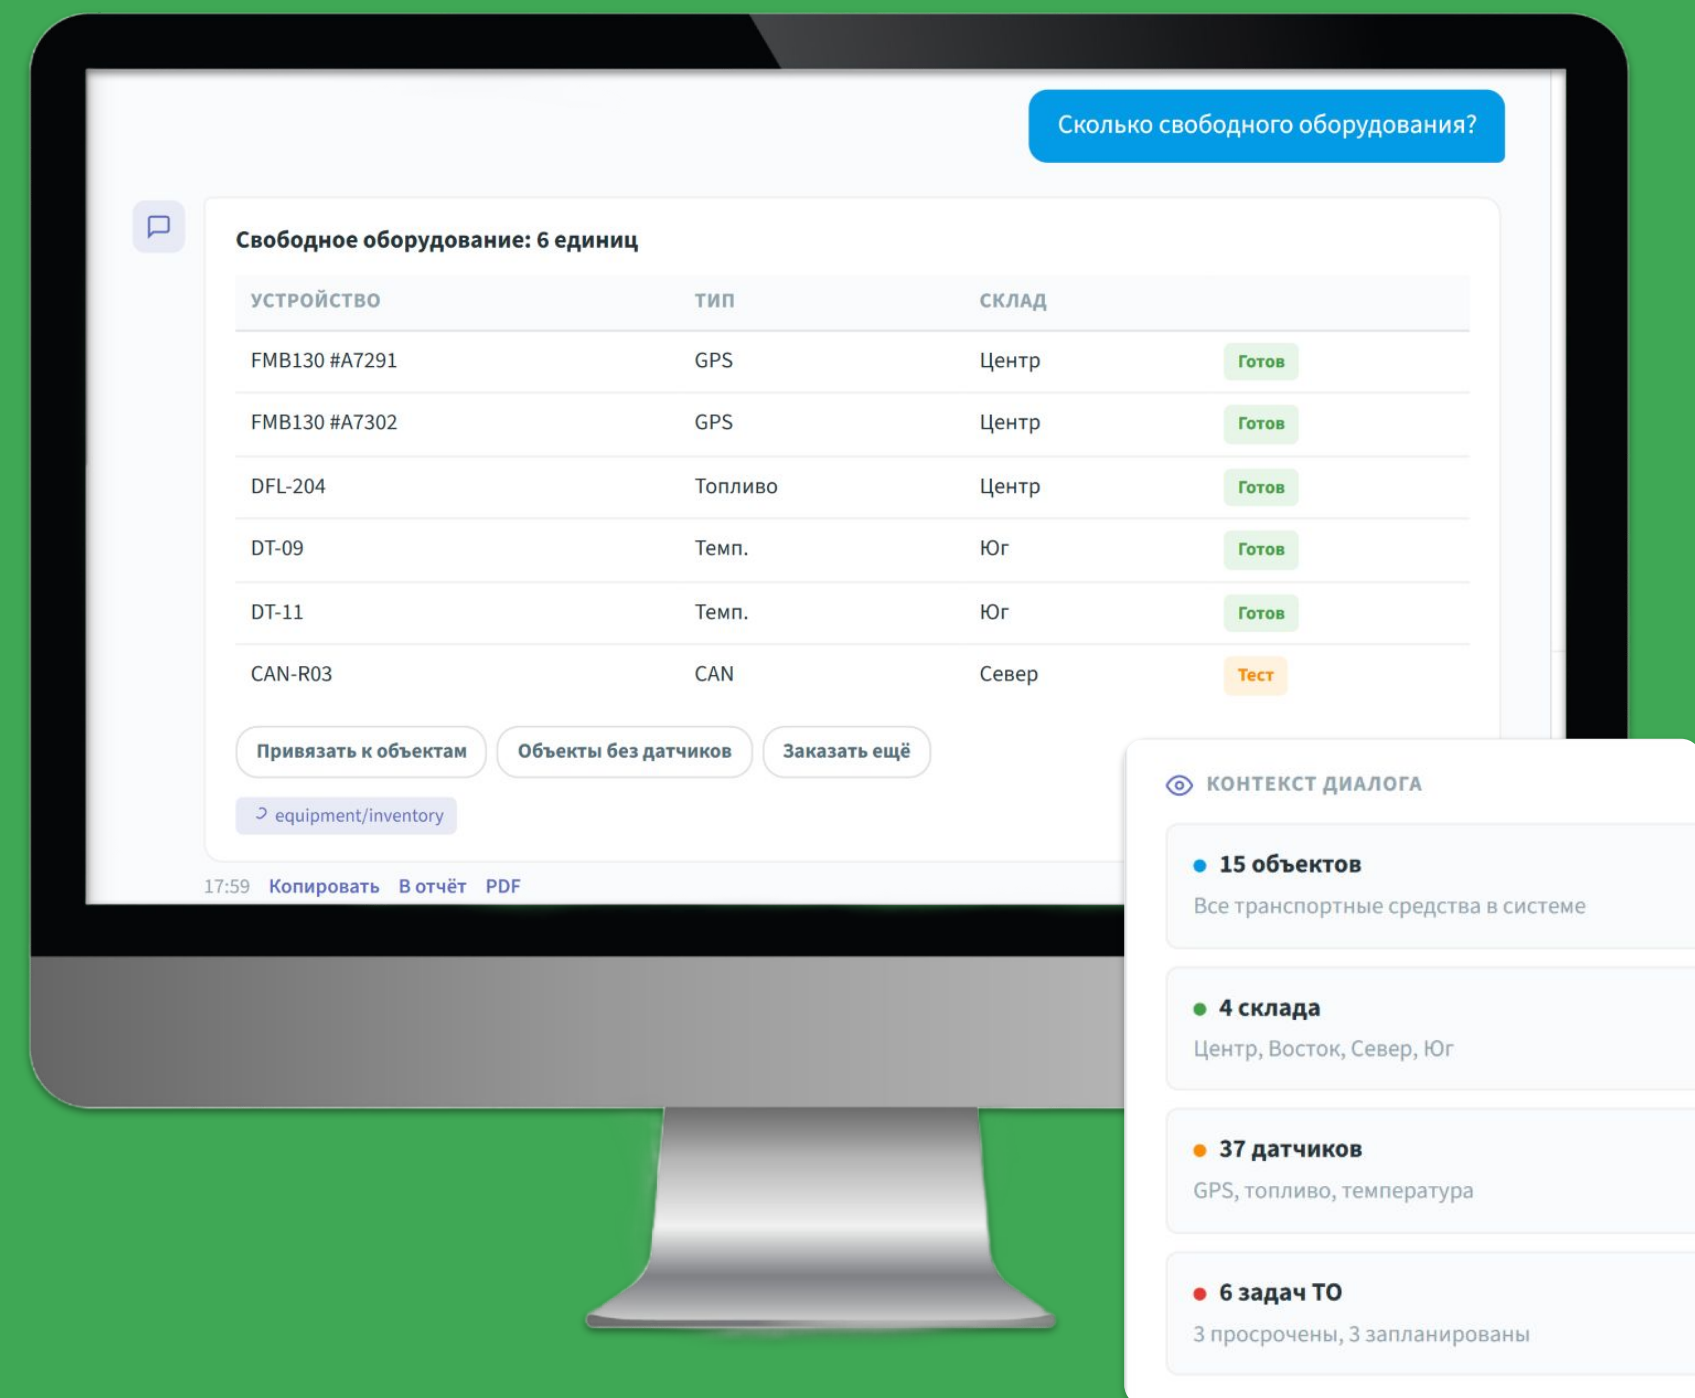 Сколько свободного оборудования?
Свободное оборудование: 6 единиц
УСТРОЙСТВО ТИП СКЛАД
FMB130 #A7291 GPS Центр Готов
FMB130 #A7302 GPS Центр Готов
DFL-204 Топливо Центр Готов
DT-09 Темп. Юг Готов
DT-11 Темп. Юг Готов
CAN-R03 CAN Север Тест
Привязать к объектам Объекты без датчиков Заказать ещё
equipment/inventory
17:59 Копировать В отчёт PDF
КОНТЕКСТ ДИАЛОГА
15 объектов
Все транспортные средства в системе
4 склада
Центр, Восток, Север, Юг
37 датчиков
GPS, топливо, температура
6 задач ТО
3 просрочены, 3 запланированы